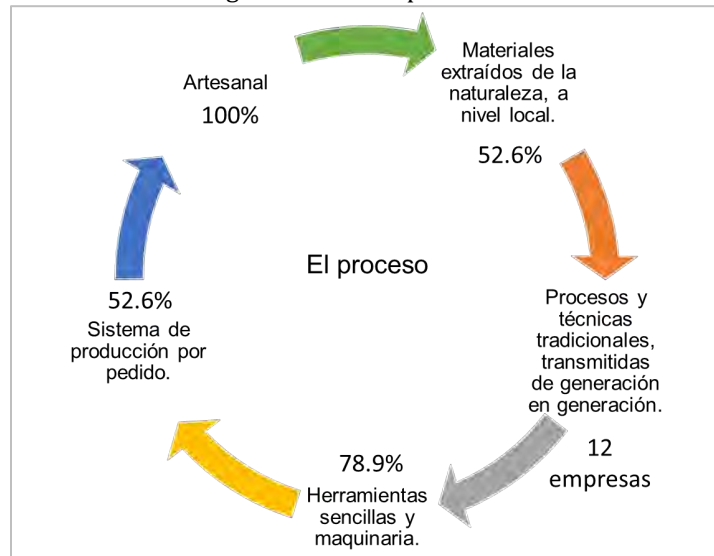 Artesanal
100%
Materiales
extraídos de la
naturaleza, a
nivel local.
52.6%
El proceso
Procesos y
técnicas
tradicionales,
transmitidas
de generación
en generación.
12
empresas
78.9%
Herramientas
sencillas y
maquinaria.
52.6%
Sistema de
producción por
pedido.